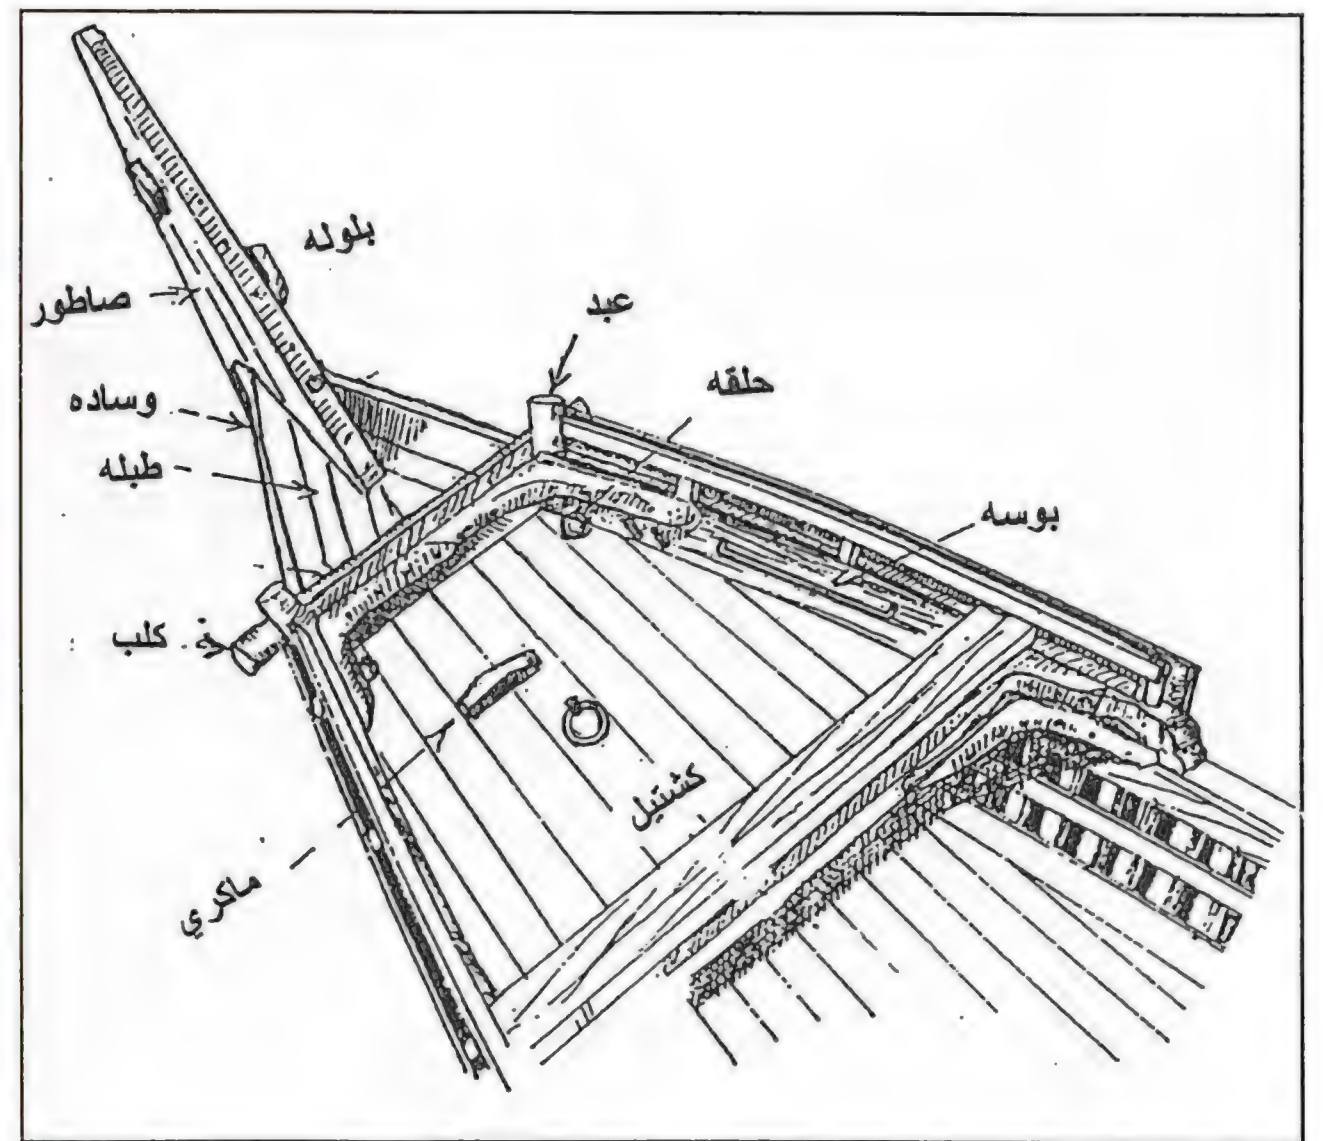 بلوله
صاطور
عبد
حلقه
وساده
طبله
بوسه
كلب
كشتيل
ماكري